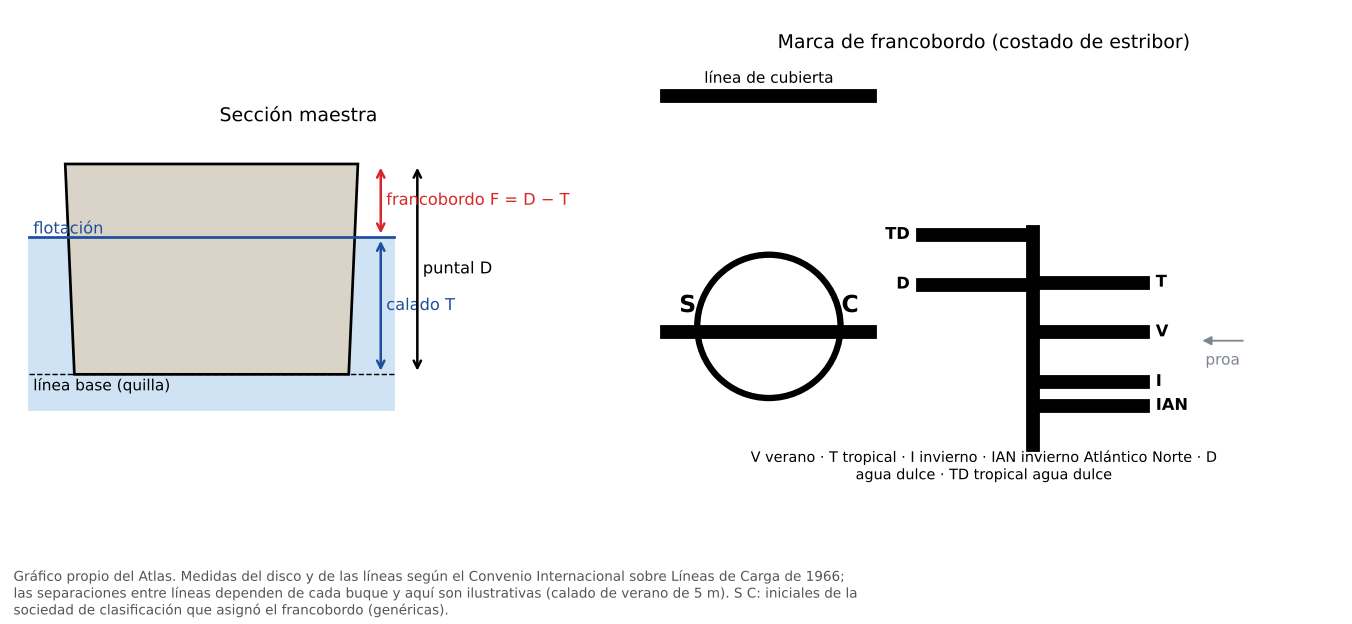 Sección maestra
flotación
francobordo F = D − T
puntal D
calado T
línea base (quilla)
Marca de francobordo (costado de estribor)
línea de cubierta
S
C
TD
D
T
V
I
IAN
proa
V verano · T tropical · I invierno · IAN invierno Atlántico Norte · D
agua dulce · TD tropical agua dulce
Gráfico propio del Atlas. Medidas del disco y de las líneas según el Convenio Internacional sobre Líneas de Carga de 1966;
las separaciones entre líneas dependen de cada buque y aquí son ilustrativas (calado de verano de 5 m). S C: iniciales de la
sociedad de clasificación que asignó el francobordo (genéricas).